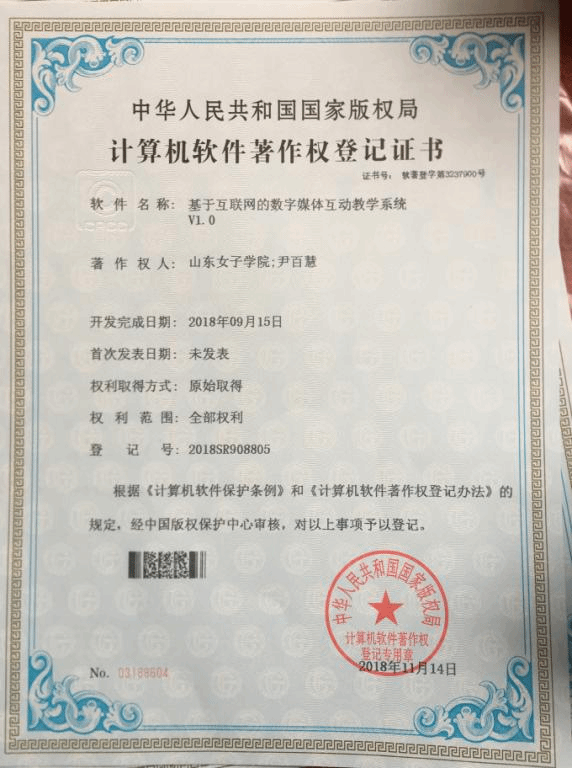 中华人民共和国国家版权局
计算机软件著作权登记证书
证书号： 软著登字第3237900号
软件名称： 基于互联网的数字媒体互动教学系统
V1.0
著作权人： 山东女子学院;尹百慧
开发完成日期： 2018年09月15日
首次发表日期： 未发表
权利取得方式： 原始取得
权利范围： 全部权利
登记号： 2018SR908805
根据《计算机软件保护条例》和《计算机软件著作权登记办法》的
规定，经中国版权保护中心审核，对以上事项予以登记。
中华人民共和国国家版权局
计算机软件著作权
登记专用章
2018年11月14日
No. 03188604
CPCC